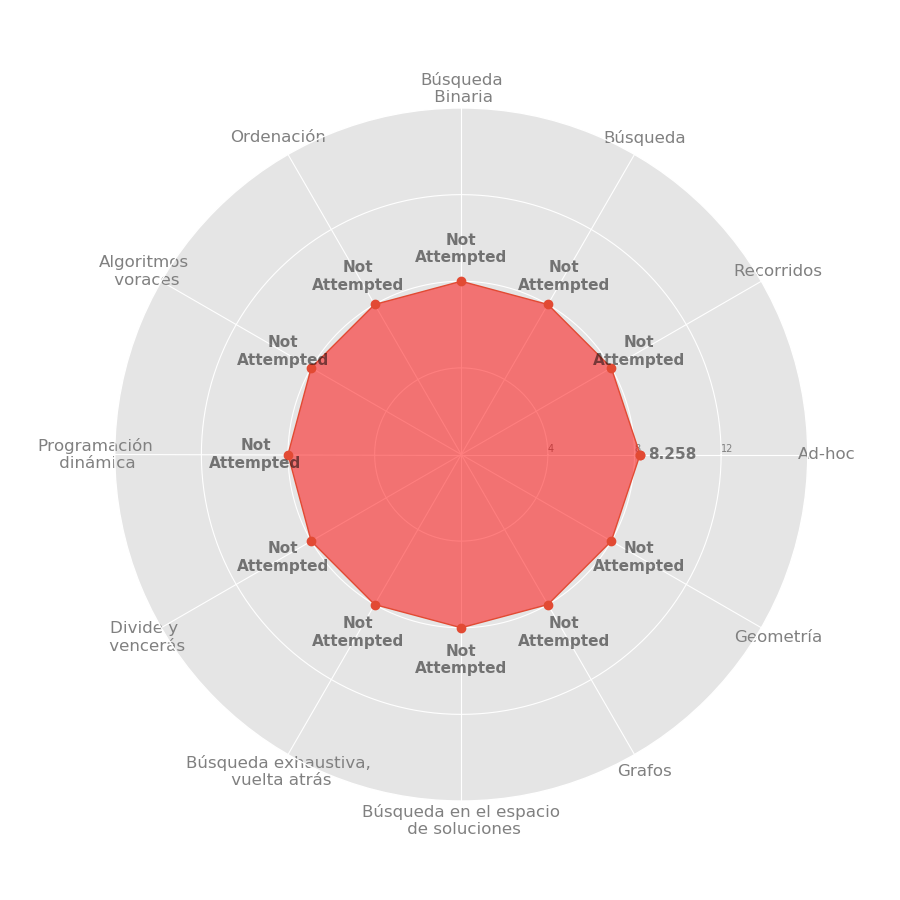 Búsqueda
Binaria
Ordenación
Búsqueda
Not
Attempted
Not
Attempted
Not
Attempted
Algoritmos
voraces
Recorridos
Not
Attempted
Not
Attempted
Programación
dinámica
Not
Attempted
4
8
12
8.258
Ad-hoc
Not
Attempted
Not
Attempted
Divide y
vencerás
Geometría
Not
Attempted
Not
Attempted
Not
Attempted
Búsqueda exhaustiva,
vuelta atrás
Grafos
Búsqueda en el espacio
de soluciones